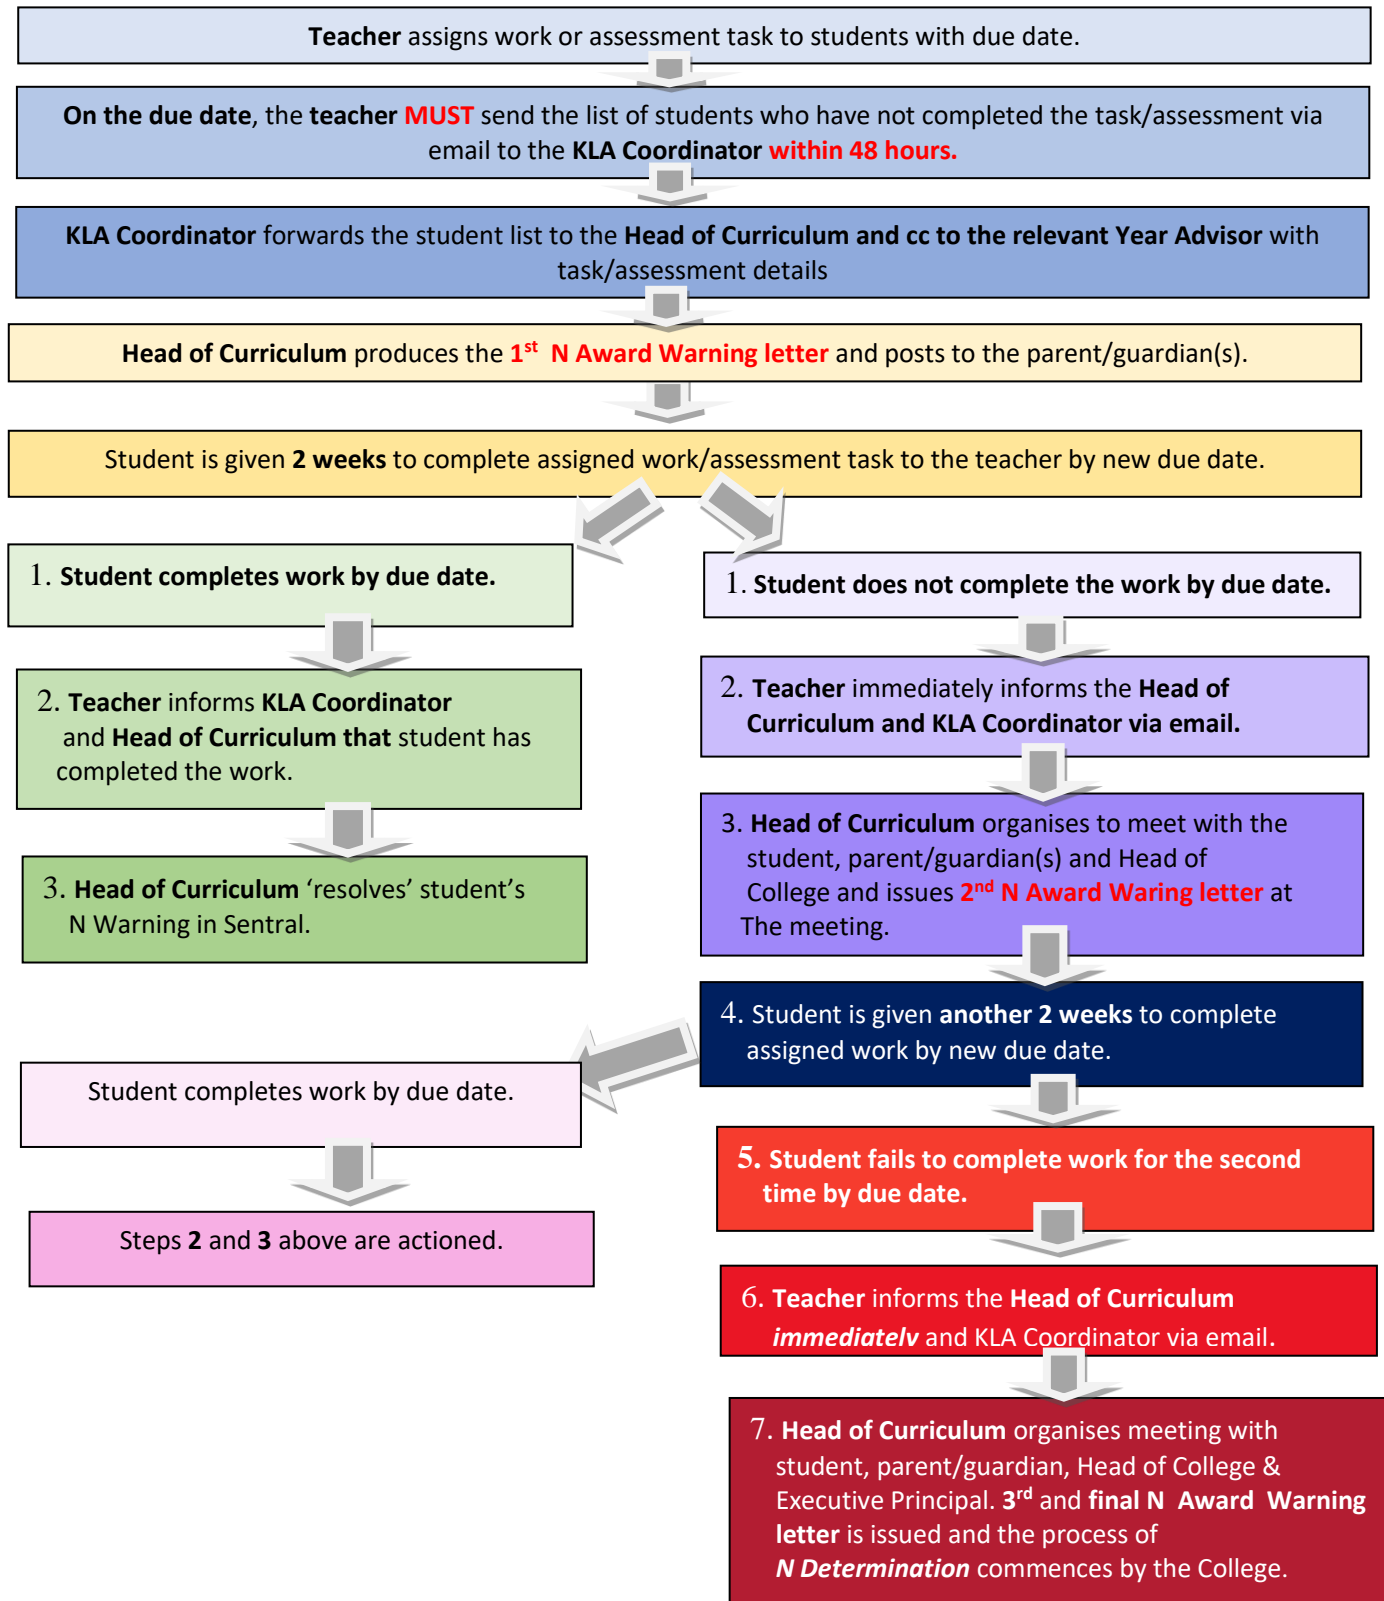 Teacher assigns work or assessment task to students with due date.
On the due date, the teacher MUST send the list of students who have not completed the task/assessment via
email to the KLA Coordinator within 48 hours.
KLA Coordinator forwards the student list to the Head of Curriculum and cc to the relevant Year Advisor with
task/assessment details
Head of Curriculum produces the 1st N Award Warning letter and posts to the parent/guardian(s).
Student is given 2 weeks to complete assigned work/assessment task to the teacher by new due date.
1. Student completes work by due date.
2. Teacher informs KLA Coordinator
and Head of Curriculum that student has
completed the work.
3. Head of Curriculum ‘resolves’ student’s
N Warning in Sentral.
1. Student does not complete the work by due date.
2. Teacher immediately informs the Head of
Curriculum and KLA Coordinator via email.
3. Head of Curriculum organises to meet with the
student, parent/guardian(s) and Head of
College and issues 2nd N Award Waring letter at
The meeting.
4. Student is given another 2 weeks to complete
assigned work by new due date.
Student completes work by due date.
Steps 2 and 3 above are actioned.
5. Student fails to complete work for the second
time by due date.
6. Teacher informs the Head of Curriculum
immediately and KLA Coordinator via email.
7. Head of Curriculum organises meeting with
student, parent/guardian, Head of College &
Executive Principal. 3rd and final N Award Warning
letter is issued and the process of
N Determination commences by the College.